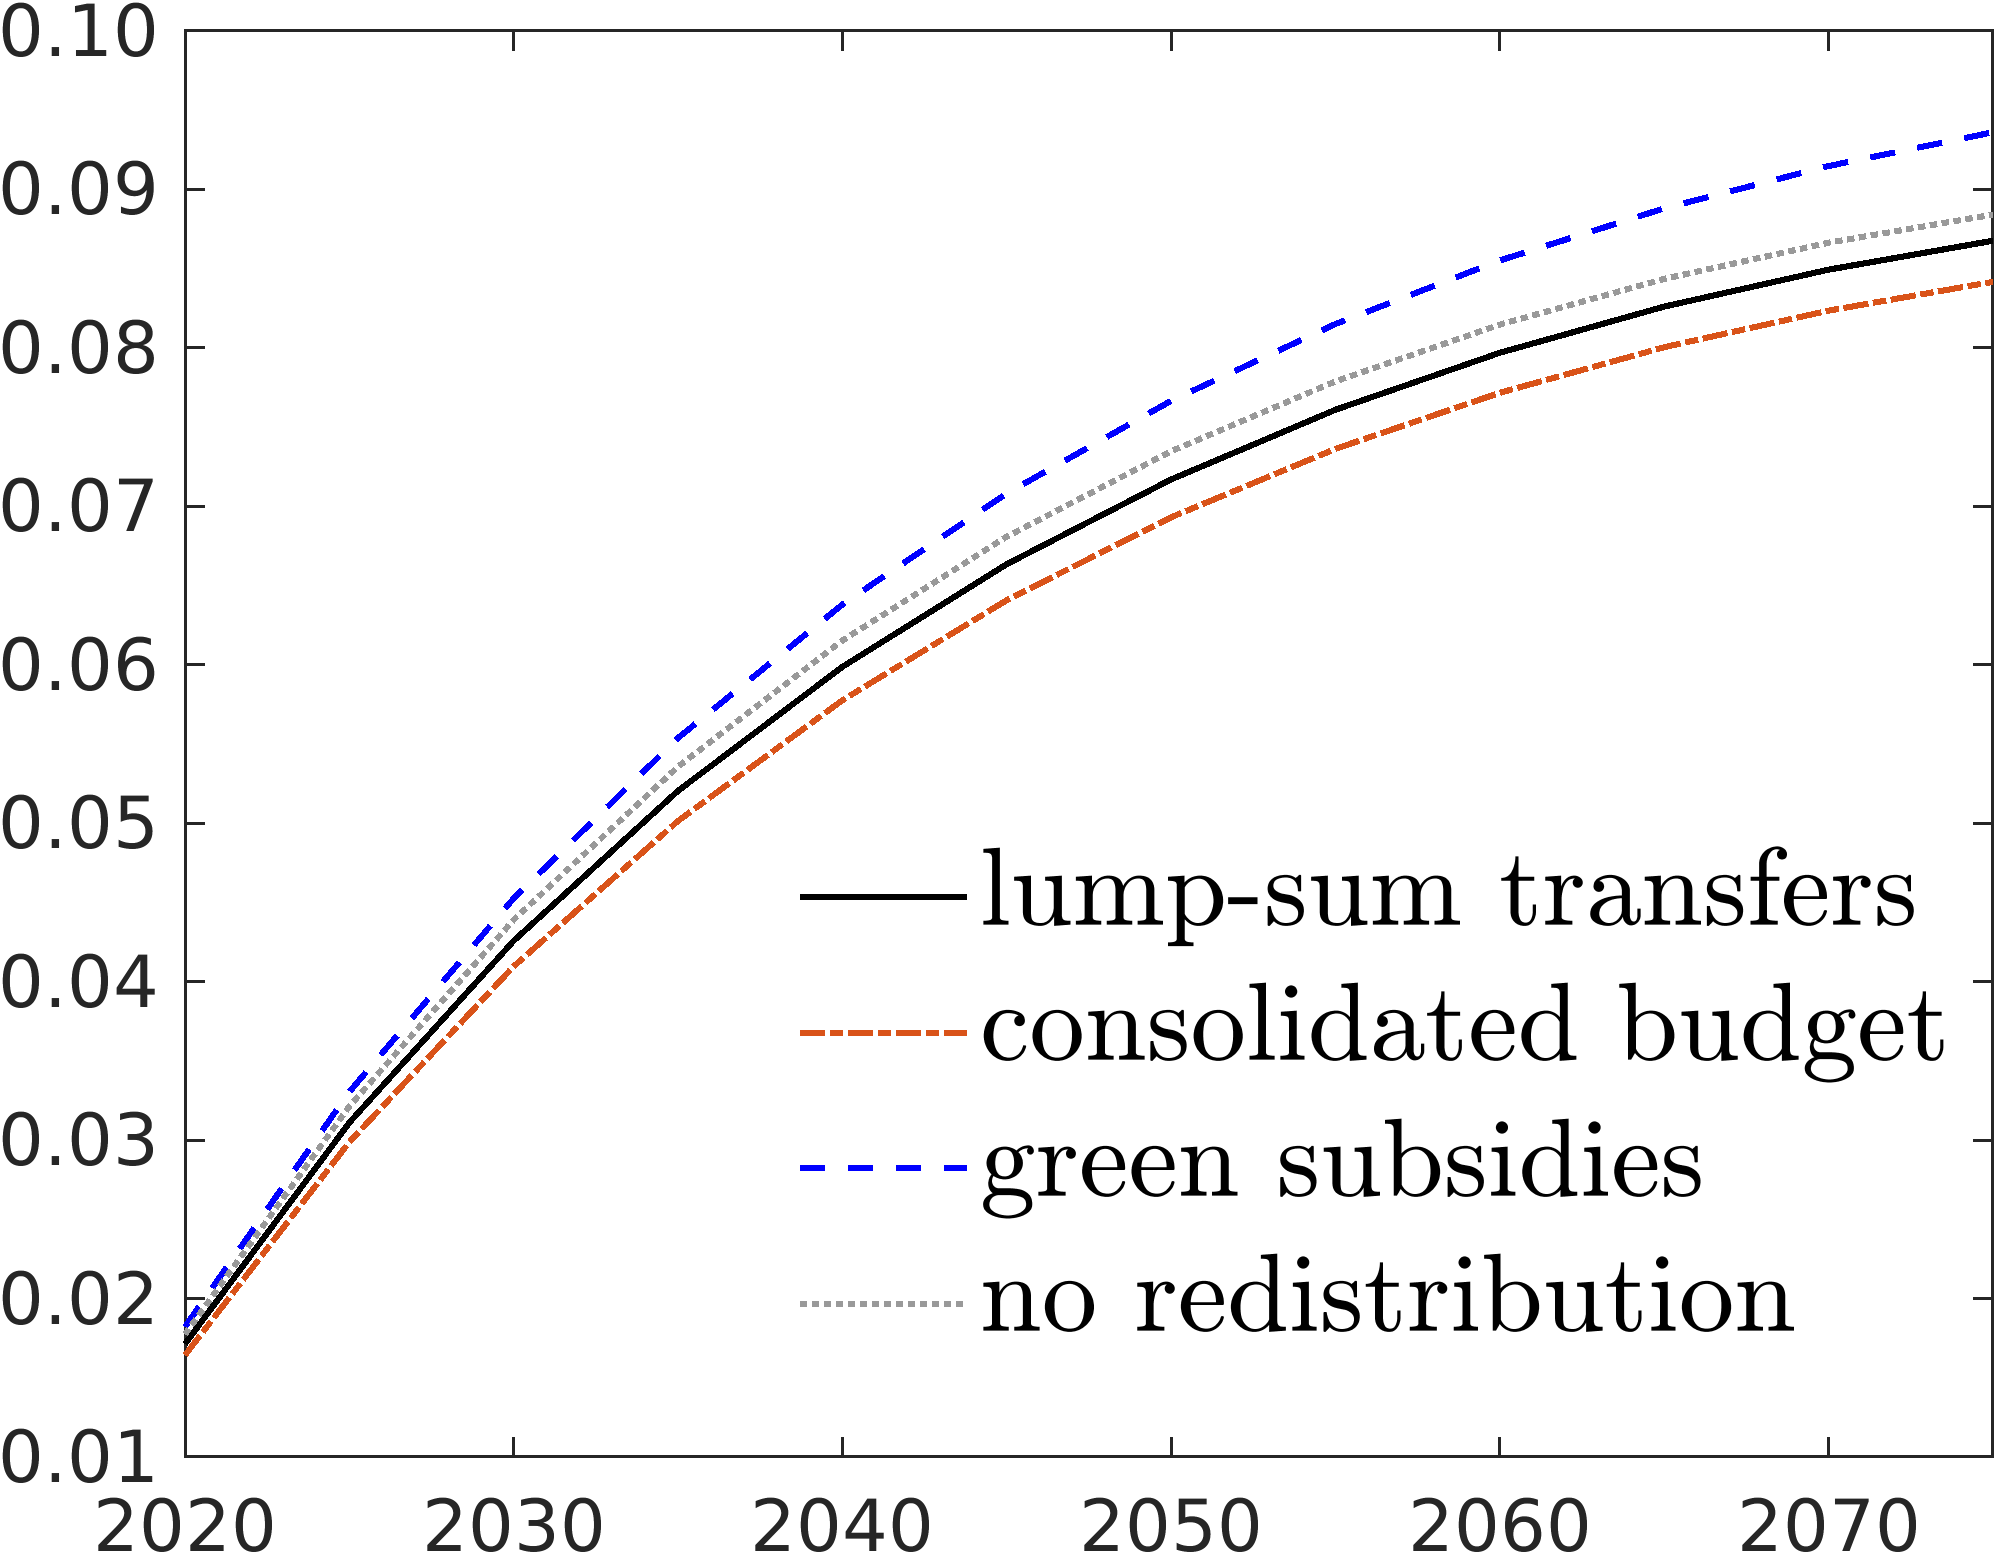 0.10
0.09
0.08
0.07
0.06
0.05
0.04
0.03
0.02
0.01
2020 2030 2040 2050 2060 2070
lump-sum transfers
consolidated budget
green subsidies
no redistribution